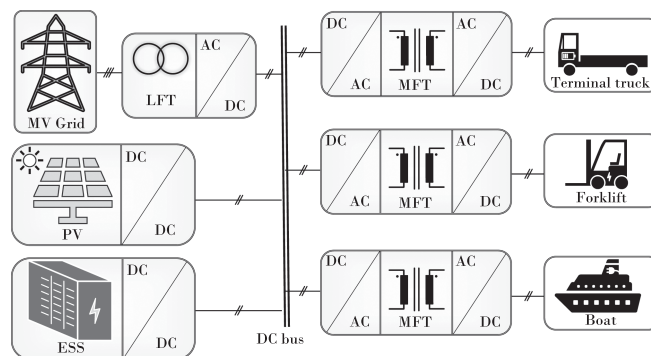 MV Grid
LFT
AC
DC
DC
PV
DC
DC
ESS
DC
DC bus
DC
AC
MFT
AC
DC
Terminal truck
DC
AC
MFT
AC
DC
Forklift
DC
AC
MFT
AC
DC
Boat